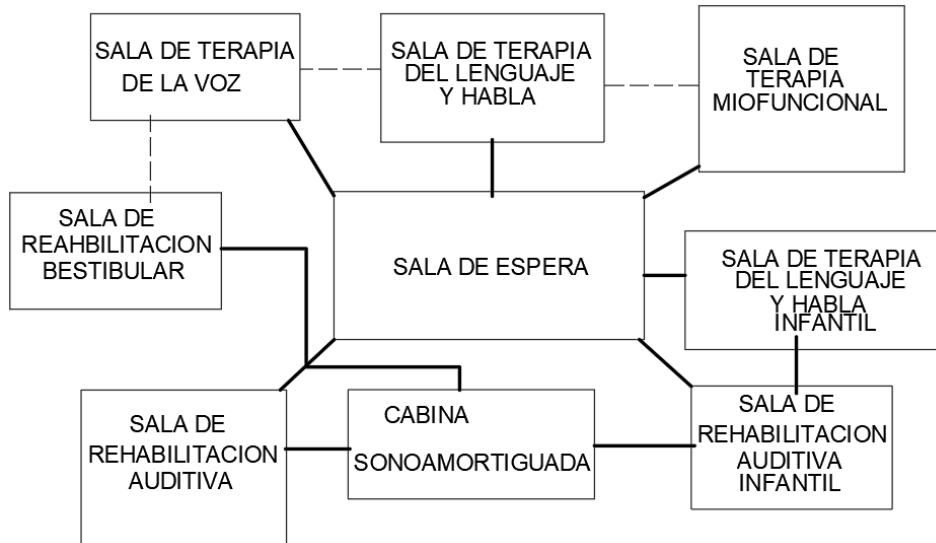 SALA DE TERAPIA
DE LA VOZ
SALA DE TERAPIA
DEL LENGUAJE
Y HABLA
SALA DE
TERAPIA
MIOFUNCIONAL
SALA DE
REAHBILITACION
BESTIBULAR
SALA DE ESPERA
SALA DE TERAPIA
DEL LENGUAJE
Y HABLA
INFANTIL
SALA DE
REHABILITACION
AUDITIVA
CABINA
SONOAMORTIGUADA
SALA DE
REHABILITACION
AUDITIVA
INFANTIL